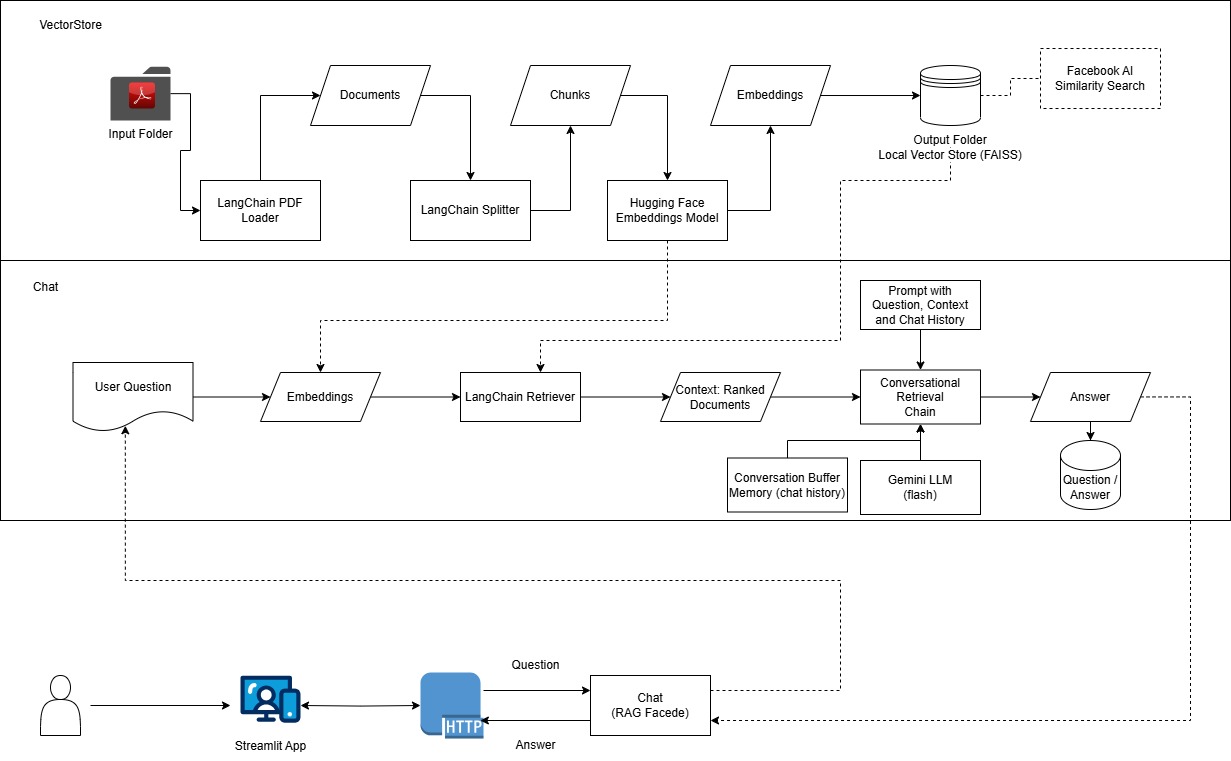 VectorStore
Input Folder
LangChain PDF
Loader
Documents
LangChain Splitter
Chunks
Hugging Face
Embeddings Model
Embeddings
Output Folder
Local Vector Store (FAISS)
Facebook AI
Similarity Search
Chat
User Question
Embeddings
LangChain Retriever
Context: Ranked
Documents
Prompt with
Question, Context
and Chat History
Conversational
Retrieval
Chain
Conversation Buffer
Memory (chat history)
Gemini LLM
(flash)
Answer
Question /
Answer
Streamlit App
HTTP
Question
Answer
Chat
(RAG Facede)